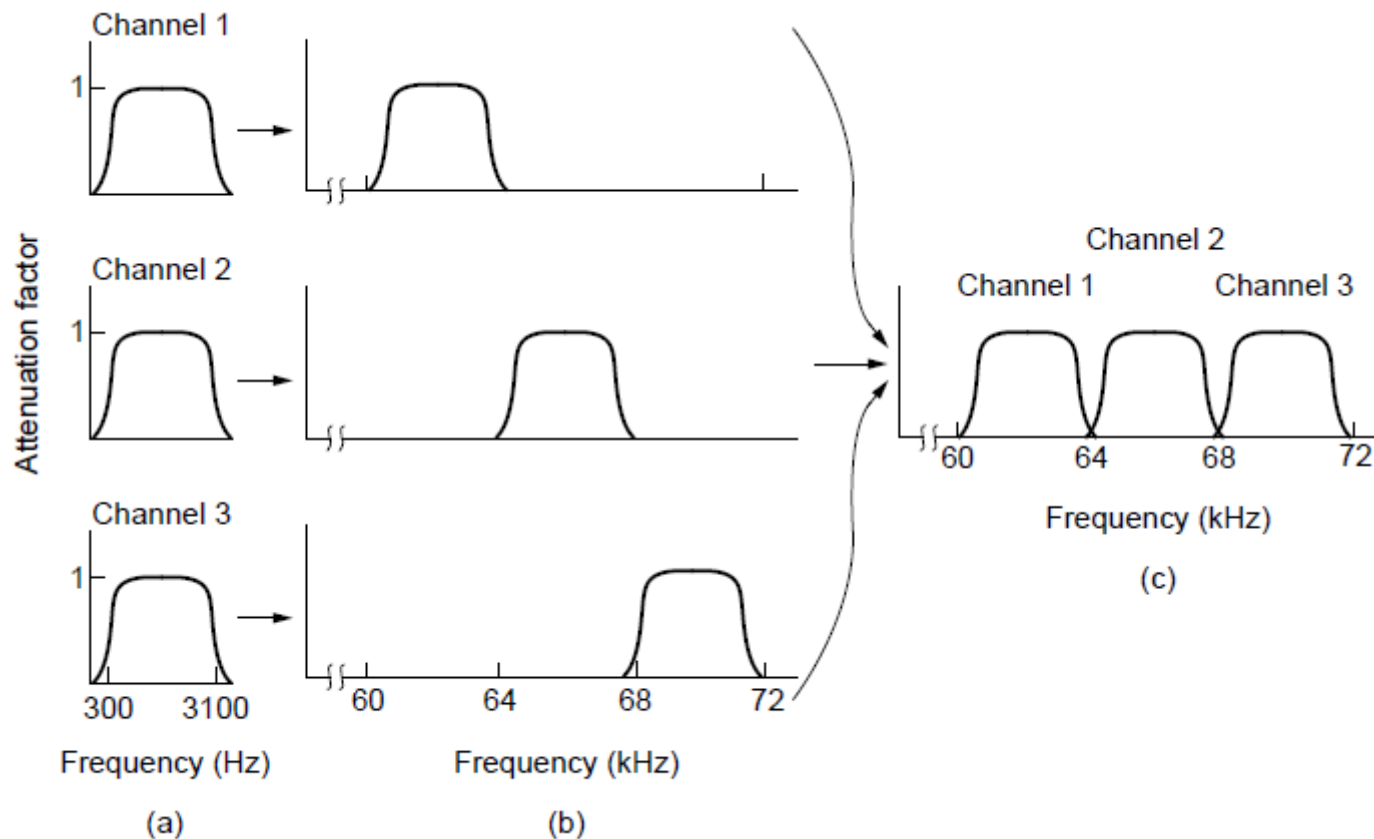 Channel 1
1
Attenuation factor
Channel 2
1
Channel 3
1
300 3100
Frequency (Hz)
(a)
60 64 68 72
Frequency (kHz)
(b)
Channel 2
Channel 1 Channel 3
60 64 68 72
Frequency (kHz)
(c)